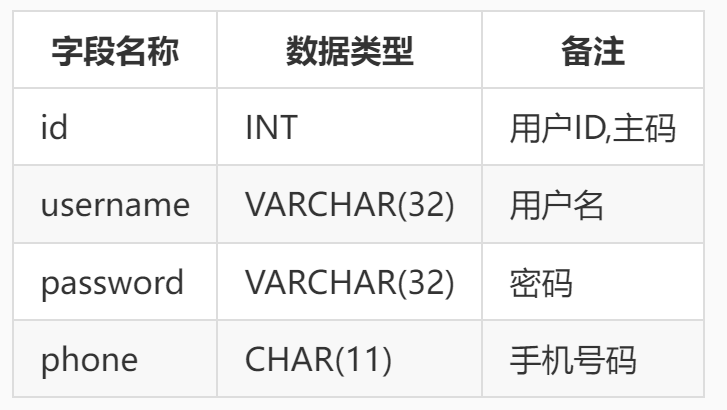 字段名称 数据类型 备注
id INT 用户ID,主码
username VARCHAR(32) 用户名
password VARCHAR(32) 密码
phone CHAR(11) 手机号码